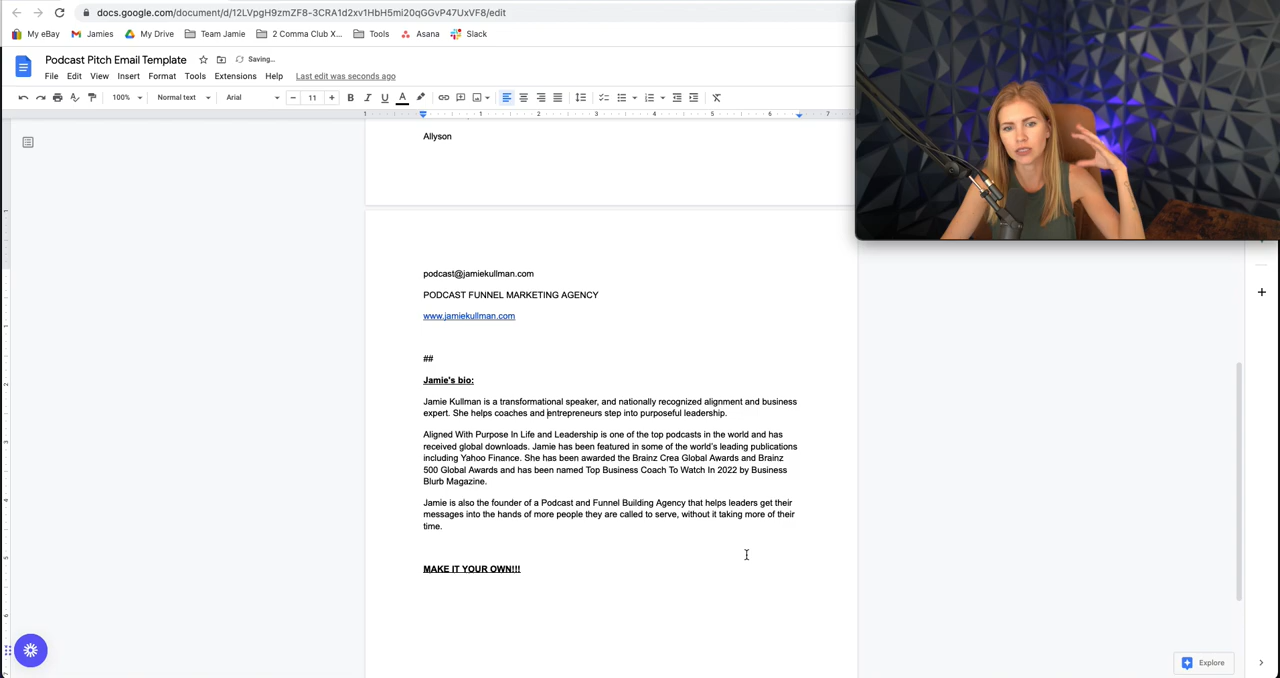 docs.google.com/document/d/12LVpgH9zmZF8-3CRA1d2xv1HbH5mi20qGGvP47UxVF8/edit
My eBay Jamies My Drive Team Jamie 2 Comma Club X... Tools Asana Slack
Podcast Pitch Email Template Saving...
File Edit View Insert Format Tools Extensions Help Last edit was seconds ago
100% Normal text Arial 11
1 1 2 3 4 5 6 7
Allyson
podcast@jamiekullman.com
PODCAST FUNNEL MARKETING AGENCY
www.jamiekullman.com
##
Jamie's bio:
Jamie Kullman is a transformational speaker, and nationally recognized alignment and business
expert. She helps coaches and entrepreneurs step into purposeful leadership.
Aligned With Purpose In Life and Leadership is one of the top podcasts in the world and has
received global downloads. Jamie has been featured in some of the world's leading publications
including Yahoo Finance. She has been awarded the Brainz Crea Global Awards and Brainz
500 Global Awards and has been named Top Business Coach To Watch In 2022 by Business
Blurb Magazine.
Jamie is also the founder of a Podcast and Funnel Building Agency that helps leaders get their
messages into the hands of more people they are called to serve, without it taking more of their
time.
MAKE IT YOUR OWN!!!
Explore